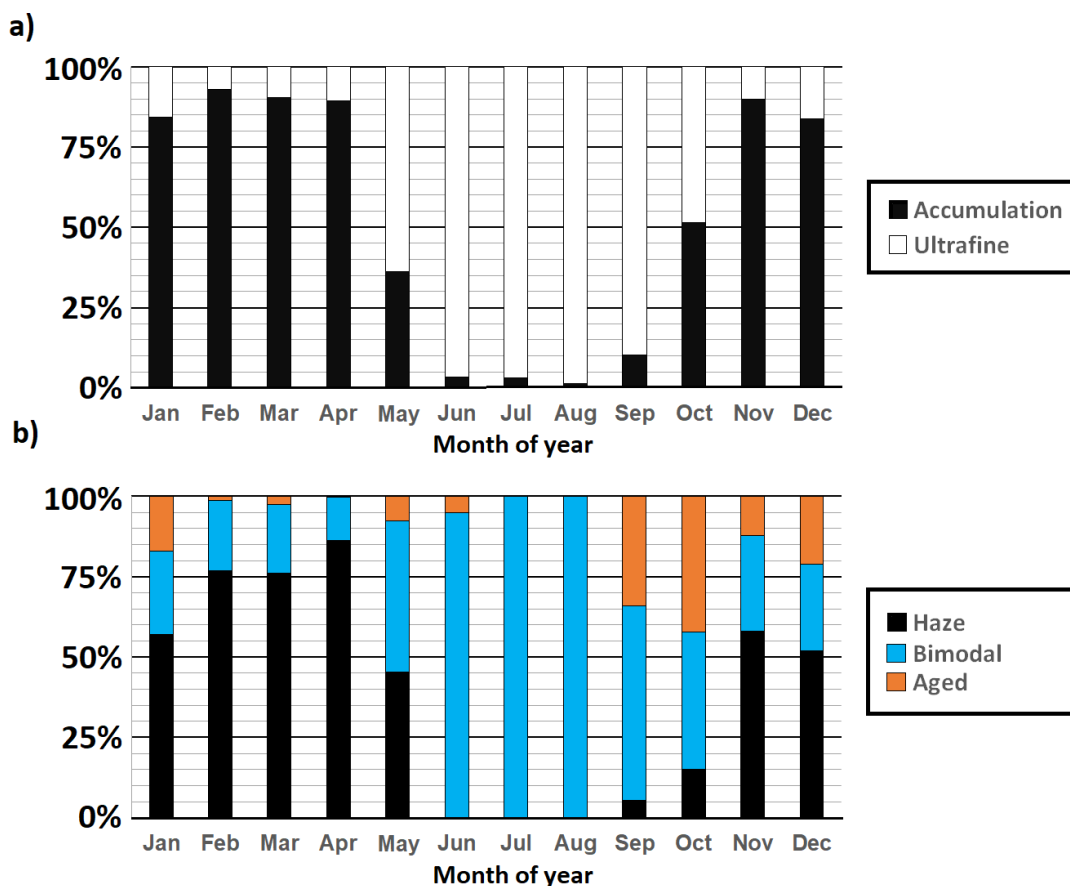 a)
100%
75%
50%
25%
0%
Jan Feb Mar Apr May Jun Jul Aug Sep Oct Nov Dec
Month of year
Accumulation
Ultrafine
b)
100%
75%
50%
25%
0%
Jan Feb Mar Apr May Jun Jul Aug Sep Oct Nov Dec
Month of year
Haze
Bimodal
Aged